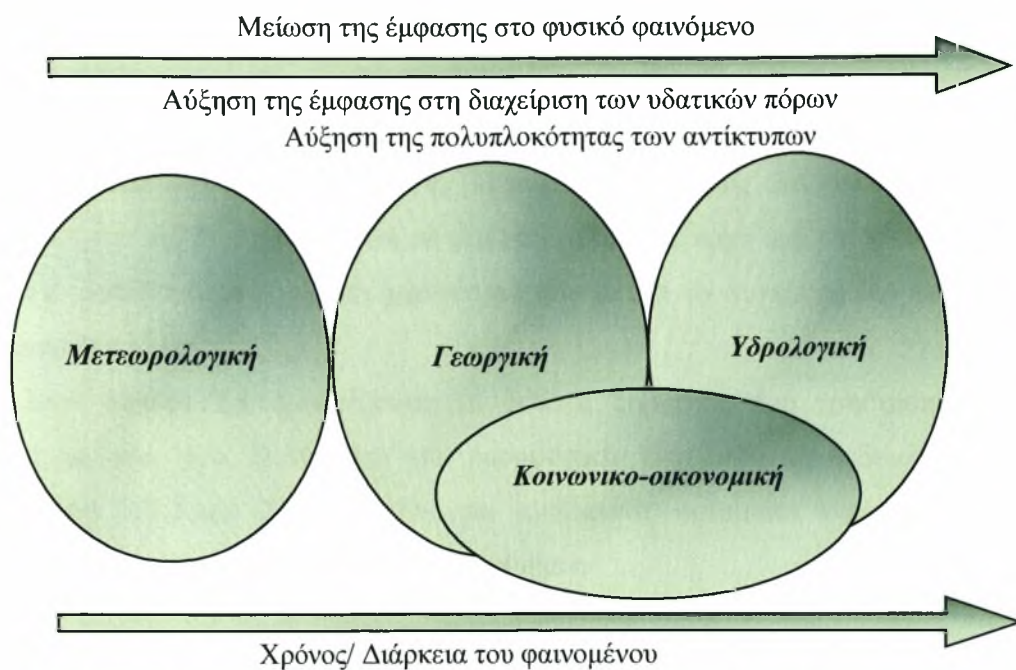 Μείωση της έμφασης στο φυσικό φαινόμενο
Αύξηση της έμφασης στη διαχείριση των υδατικών πόρων
Αύξηση της πολυπλοκότητας των αντίκτυπων
Μετεωρολογική
Γεωργική
Υδρολογική
Κοινωνικο-οικονομική
Χρόνος/ Διάρκεια του φαινομένου